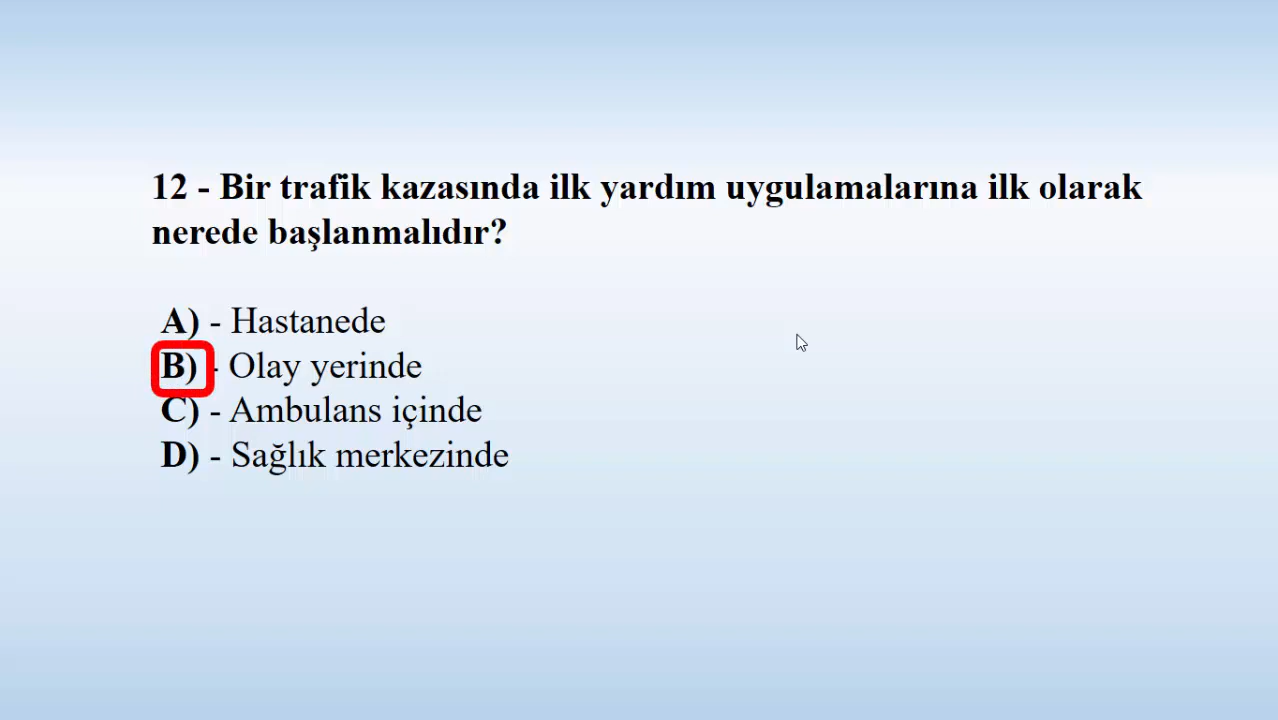 12 - Bir trafik kazasında ilk yardım uygulamalarına ilk olarak
nerede başlanmalıdır?
A) - Hastanede
B) - Olay yerinde
C) - Ambulans içinde
D) - Sağlık merkezinde